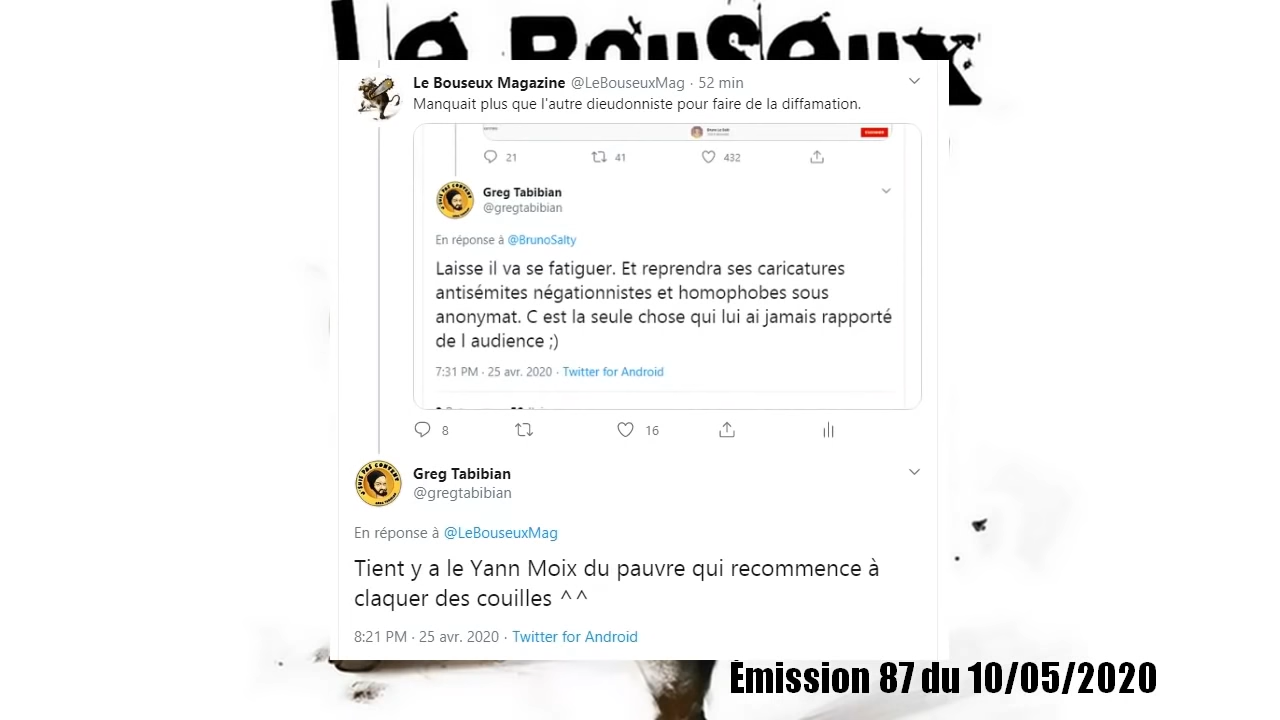 Le Bouseux
Le Bouseux Magazine @LeBouseuxMag · 52 min
Manquait plus que l'autre dieudonniste pour faire de la diffamation.
21 41 432
Greg Tabibian
@gregtabibian
En réponse à @BrunoSalty
Laisse il va se fatiguer. Et reprendra ses caricatures
antisémites négationnistes et homophobes sous
anonymat. C est la seule chose qui lui ai jamais rapporté
de l audience ;)
7:31 PM · 25 avr. 2020 · Twitter for Android
8 16
Greg Tabibian
@gregtabibian
En réponse à @LeBouseuxMag
Tient y a le Yann Moix du pauvre qui recommence à
claquer des couilles ^^
8:21 PM · 25 avr. 2020 · Twitter for Android
Émission 87 du 10/05/2020